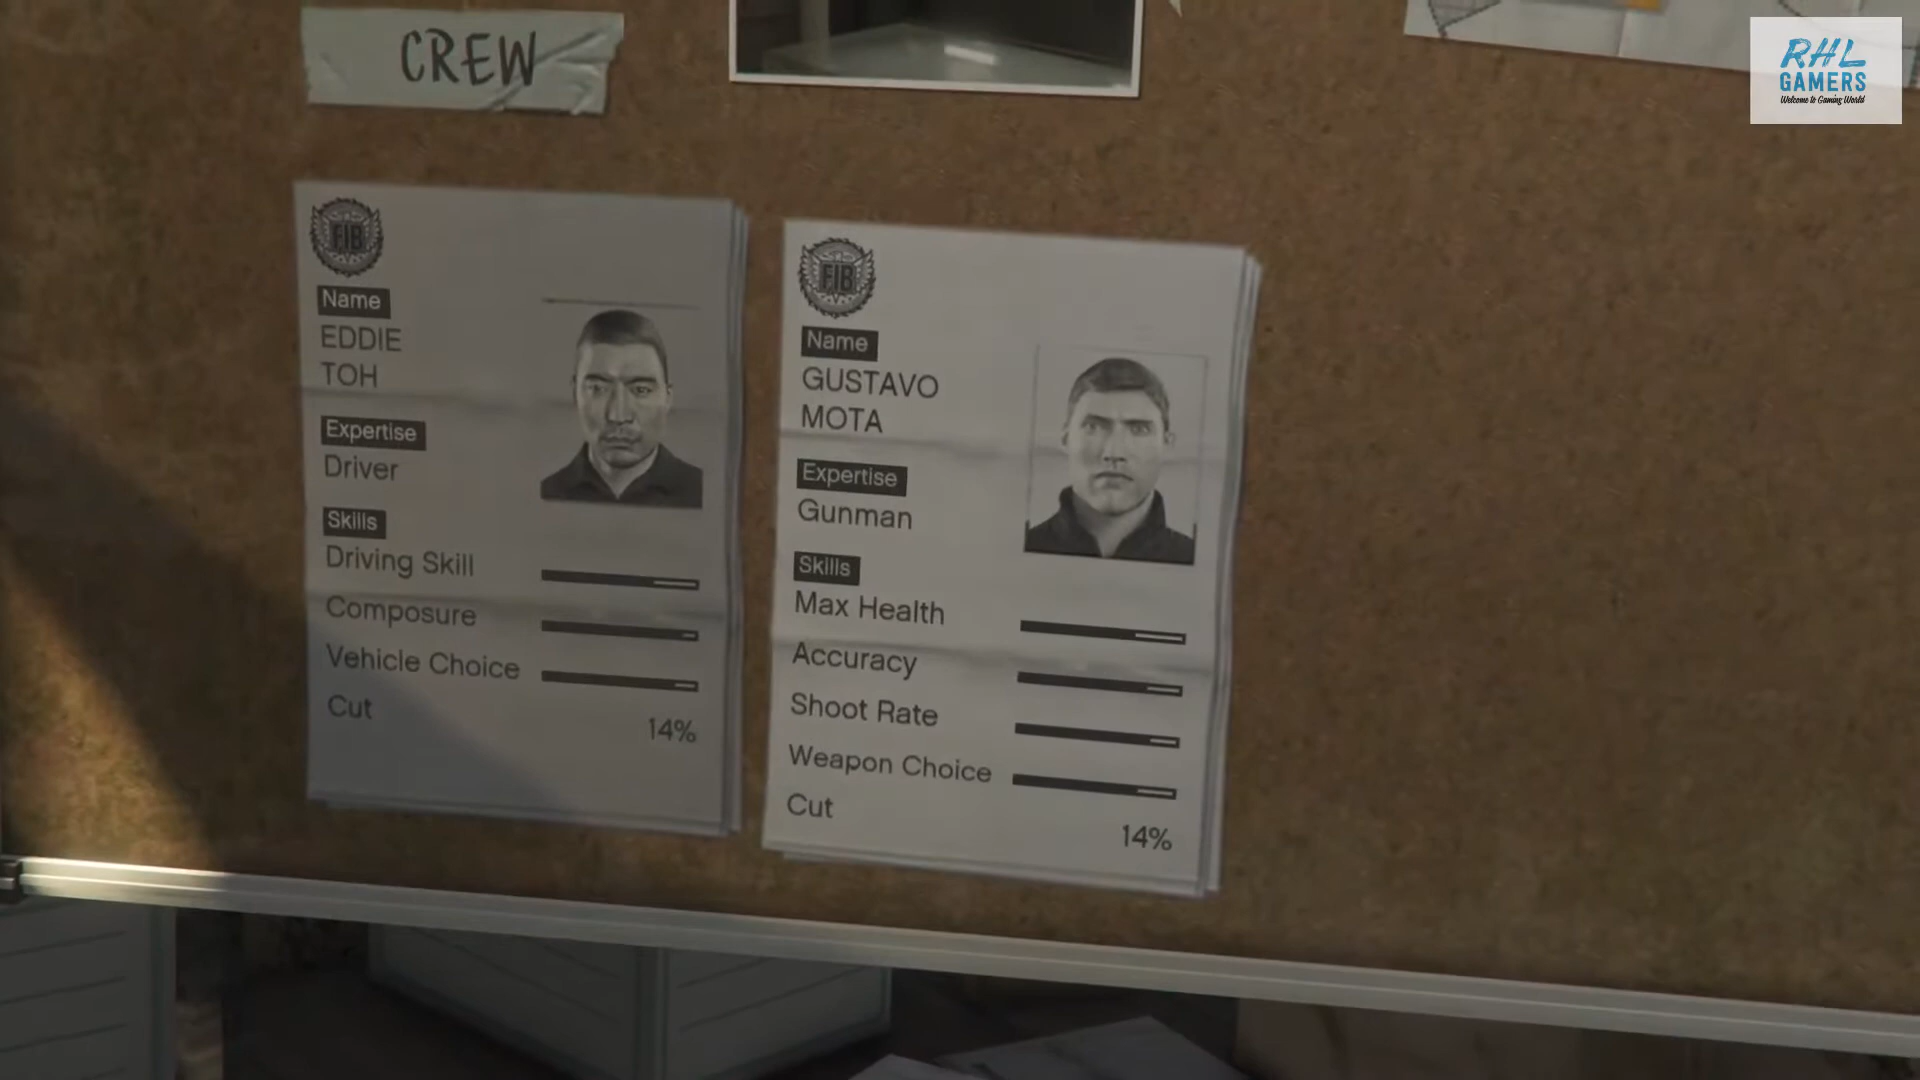 CREW
RHL
GAMERS
Welcome to Gaming World
FIB
Name
EDDIE
TOH
Expertise
Driver
Skills
Driving Skill
Composure
Vehicle Choice
Cut
14%
FIB
Name
GUSTAVO
MOTA
Expertise
Gunman
Skills
Max Health
Accuracy
Shoot Rate
Weapon Choice
Cut
14%